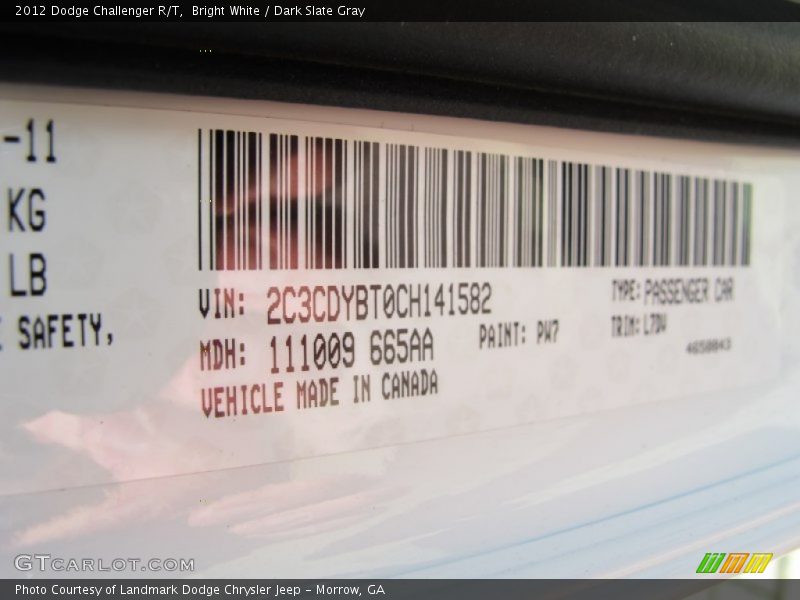 2012 Dodge Challenger R/T,  Bright White / Dark Slate Gray
-11
KG
LB
SAFETY,
VIN: 2C3CDYBT0CH141582
TYPE: PASSENGER CAR
MDH: 111009 665AA
PAINT: PW7
TRIM: L7DV
VEHICLE MADE IN CANADA
GTCARLOT.COM
Photo Courtesy of Landmark Dodge Chrysler Jeep - Morrow, GA